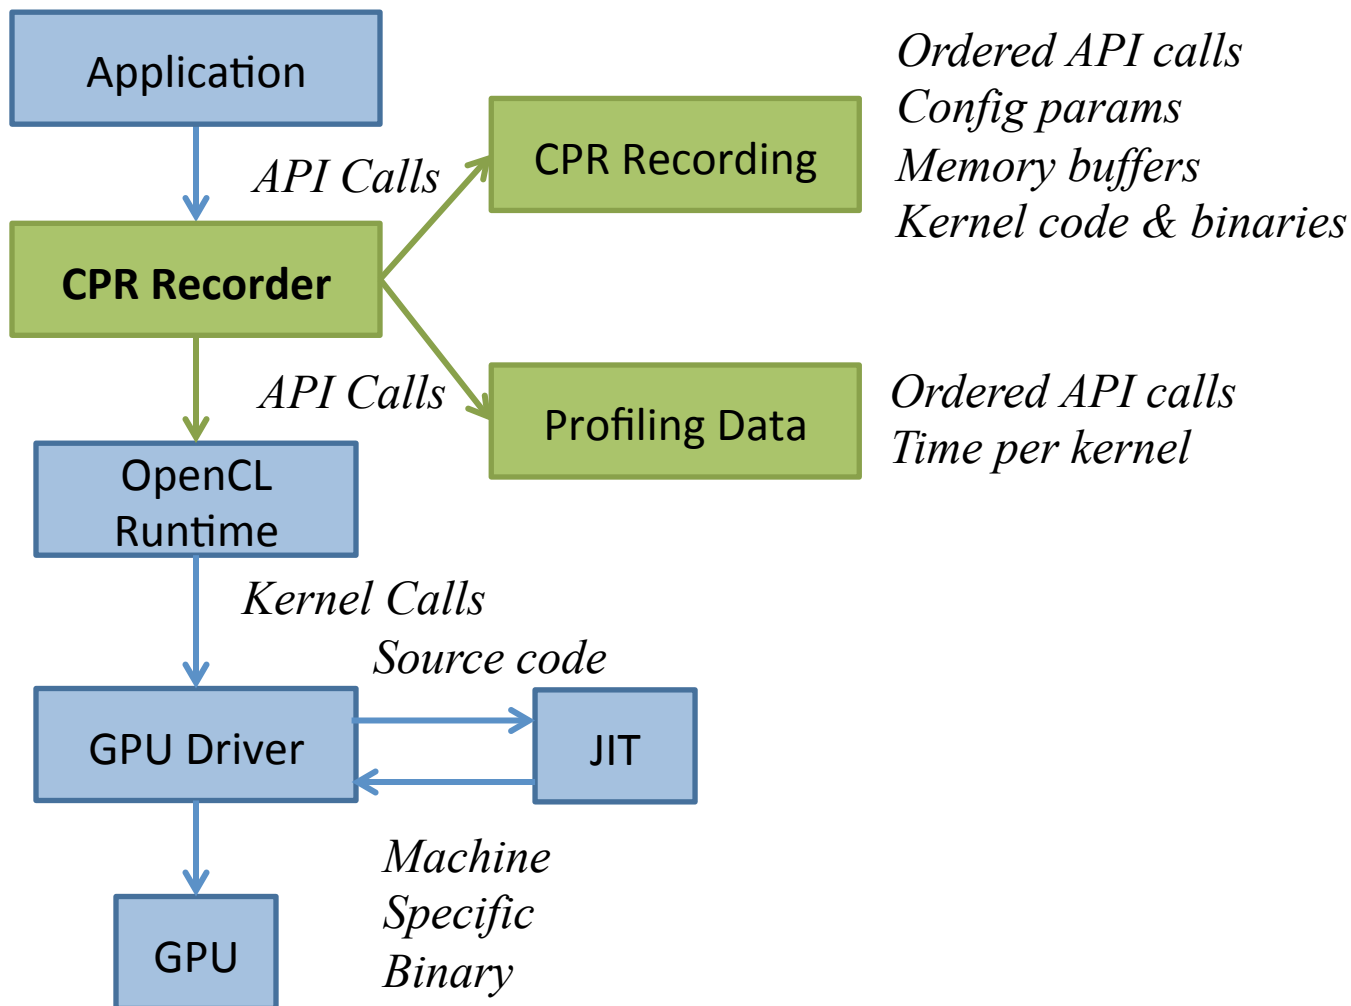 Application
API Calls
CPR Recorder
CPR Recording
Ordered API calls
Config params
Memory buffers
Kernel code & binaries
API Calls
Profiling Data
Ordered API calls
Time per kernel
OpenCL
Runtime
Kernel Calls
Source code
GPU Driver
JIT
Machine
Specific
Binary
GPU